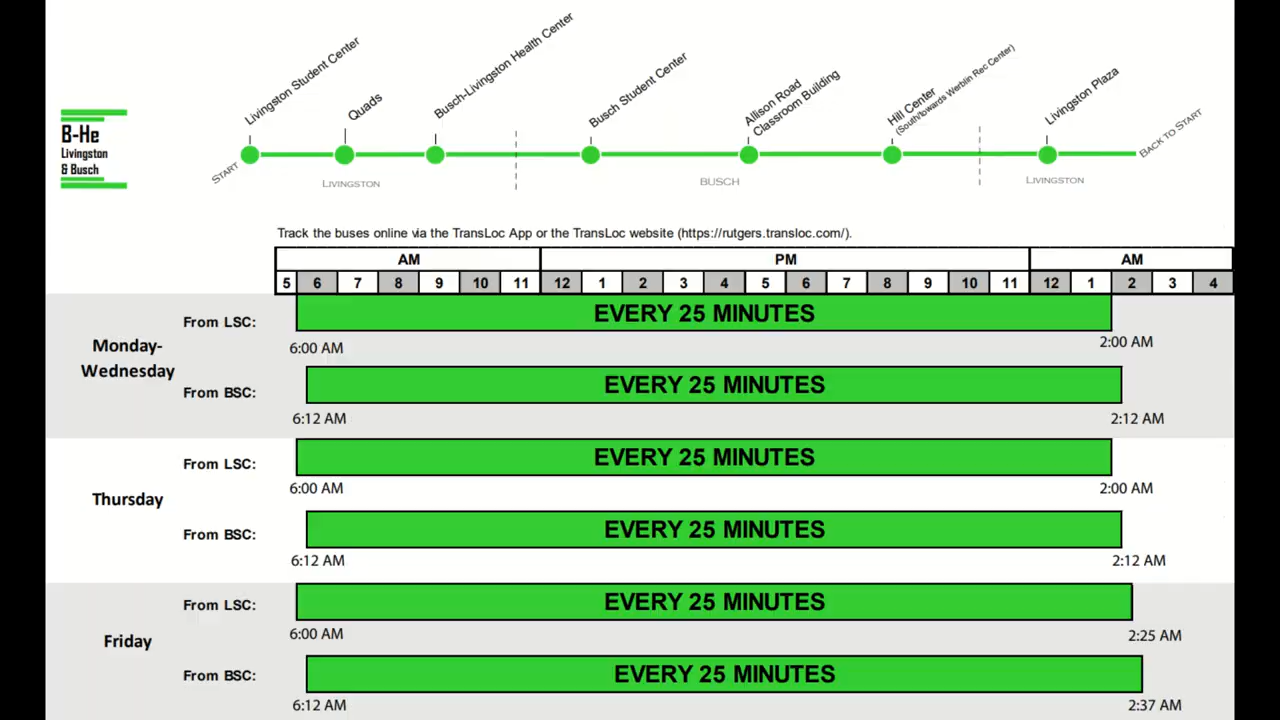 B-He
Livingston
& Busch
START
Livingston Student Center
Quads
Busch-Livingston Health Center
Busch Student Center
Allison Road
Classroom Building
Hill Center
(South/towards Werblin Rec Center)
Livingston Plaza
BACK TO START
LIVINGSTON
BUSCH
LIVINGSTON
Track the buses online via the TransLoc App or the TransLoc website (https://rutgers.transloc.com/).
AM PM AM
5 6 7 8 9 10 11 12 1 2 3 4 5 6 7 8 9 10 11 12 1 2 3 4
Monday-
Wednesday
From LSC: EVERY 25 MINUTES
6:00 AM 2:00 AM
From BSC: EVERY 25 MINUTES
6:12 AM 2:12 AM
Thursday
From LSC: EVERY 25 MINUTES
6:00 AM 2:00 AM
From BSC: EVERY 25 MINUTES
6:12 AM 2:12 AM
Friday
From LSC: EVERY 25 MINUTES
6:00 AM 2:25 AM
From BSC: EVERY 25 MINUTES
6:12 AM 2:37 AM